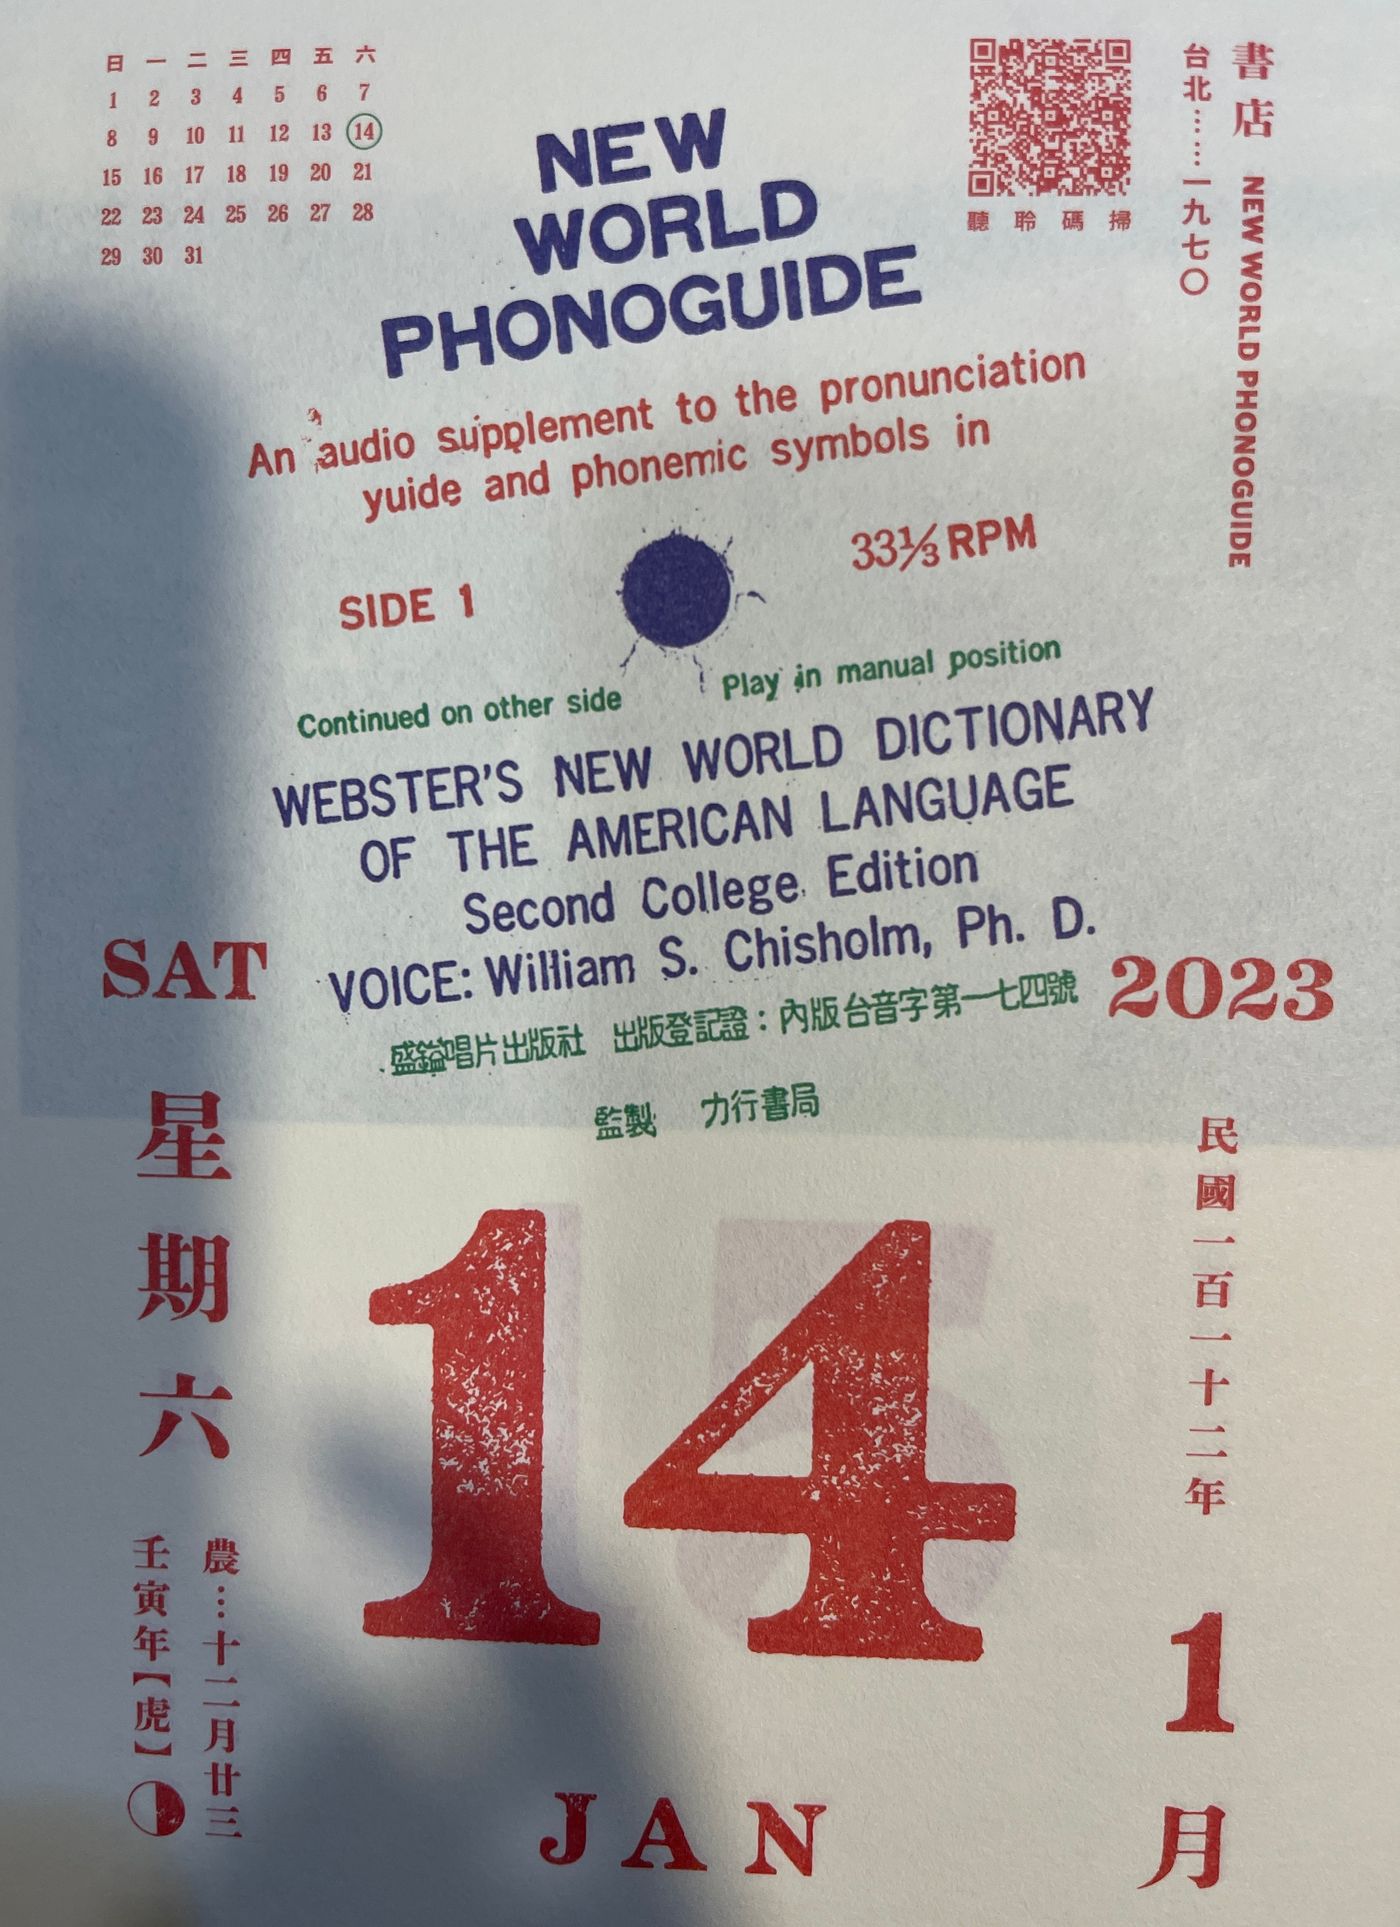 日 一 二 三 四 五 六
1 2 3 4 5 6 7
8 9 10 11 12 13 14
15 16 17 18 19 20 21
22 23 24 25 26 27 28
29 30 31
聽 聆 碼 掃
書店 NEW WORLD PHONOGUIDE
台北……一九七〇
NEW
WORLD
PHONOGUIDE
An audio supplement to the pronunciation
yuide and phonemic symbols in
SIDE 1
33⅓ RPM
Continued on other side
Play in manual position
WEBSTER'S NEW WORLD DICTIONARY
OF THE AMERICAN LANGUAGE
Second College Edition
VOICE: William S. Chisholm, Ph. D.
盛鎰唱片出版社 出版登記證：內版台音字第一七四號
監製 力行書局
SAT
2023
星期六
民國一百一十二年
14
農…十二月廿三
壬寅年【虎】
1
月
JAN